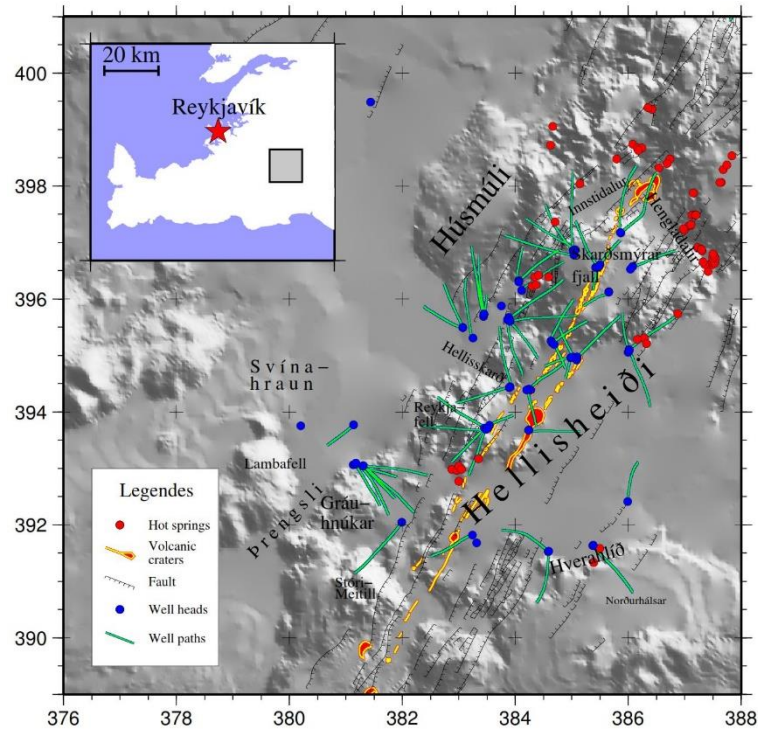 400
398
396
394
392
390
376
378
380
382
384
386
388
20 km
Reykjavík
Húsmúli
Innstidalur
Hengladalur
Skarðsmýrar
fjall
Hellisskarð
Svína-
hraun
Reykja-
fell
Hellisheiði
Lambafell
Þrengsli
Gráu-
hnúkar
Stóri-
Meitill
Hverahlíð
Norðurhálsar
Legendes
Hot springs
Volcanic
craters
Fault
Well heads
Well paths